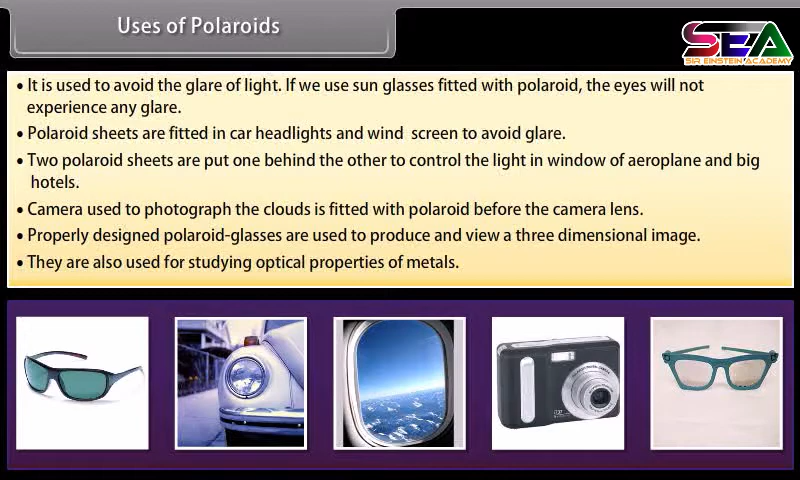 Uses of Polaroids
SEA
SIR EINSTEIN ACADEMY
• It is used to avoid the glare of light. If we use sun glasses fitted with polaroid, the eyes will not
experience any glare.
• Polaroid sheets are fitted in car headlights and wind screen to avoid glare.
• Two polaroid sheets are put one behind the other to control the light in window of aeroplane and big
hotels.
• Camera used to photograph the clouds is fitted with polaroid before the camera lens.
• Properly designed polaroid-glasses are used to produce and view a three dimensional image.
• They are also used for studying optical properties of metals.